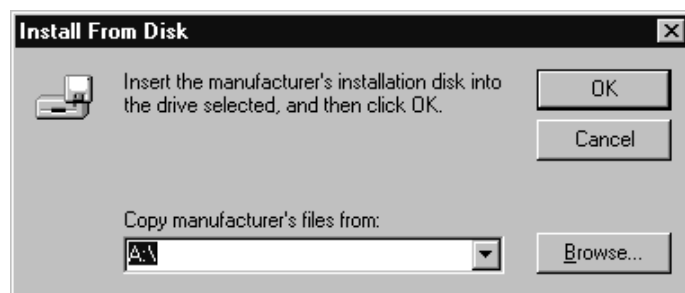 Install From Disk
Insert the manufacturer's installation disk into
the drive selected, and then click OK.
OK
Cancel
Copy manufacturer's files from:
A:\
Browse...